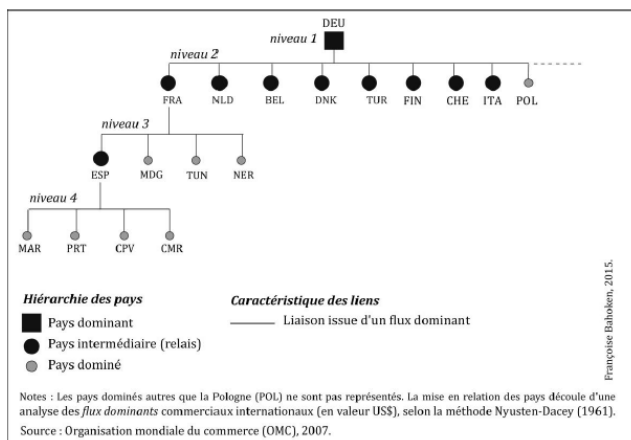 DEU
niveau 1
niveau 2
FRA NLD BEL DNK TUR FIN CHE ITA POL
niveau 3
ESP MDG TUN NER
niveau 4
MAR PRT CPV CMR
Hiérarchie des pays
Pays dominant
Pays intermédiaire (relais)
Pays dominé
Caractéristique des liens
Liaison issue d'un flux dominant
Françoise Bahoken, 2015.
Notes : Les pays dominés autres que la Pologne (POL) ne sont pas représentés. La mise en relation des pays découle d'une
analyse des flux dominants commerciaux internationaux (en valeur US$), selon la méthode Nyusten-Dacey (1961).
Source : Organisation mondiale du commerce (OMC), 2007.